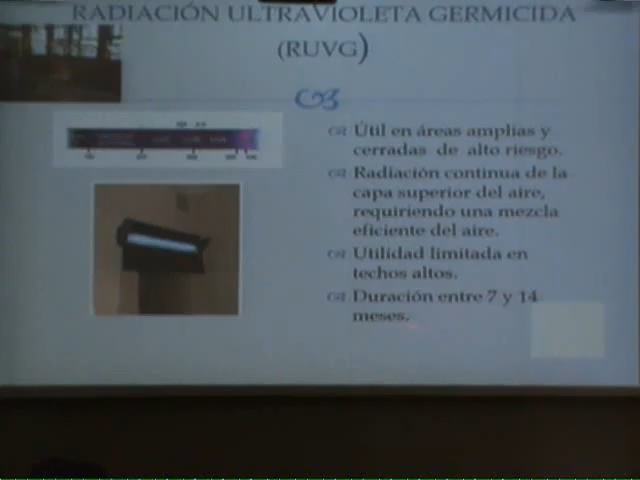 RADIACIÓN ULTRAVIOLETA GERMICIDA
(RUVG)
Útil en áreas amplias y
cerradas de alto riesgo.
Radiación continua de la
capa superior del aire,
requiriendo una mezcla
eficiente del aire.
Utilidad limitada en
techos altos.
Duración entre 7 y 14
meses.